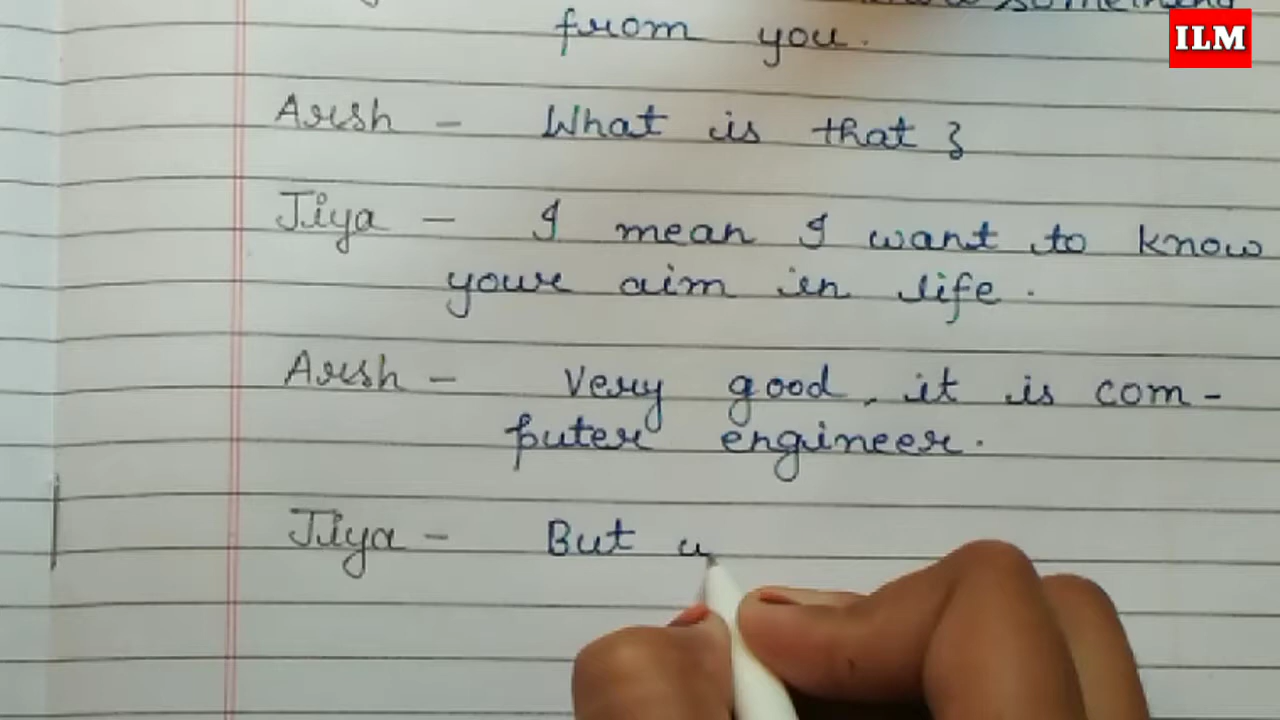 something
from you.
ILM
Arsh - What is that ?
Jiya - I mean I want to know
your aim in life.
Arsh - Very good, it is com-
puter engineer.
Jiya - But